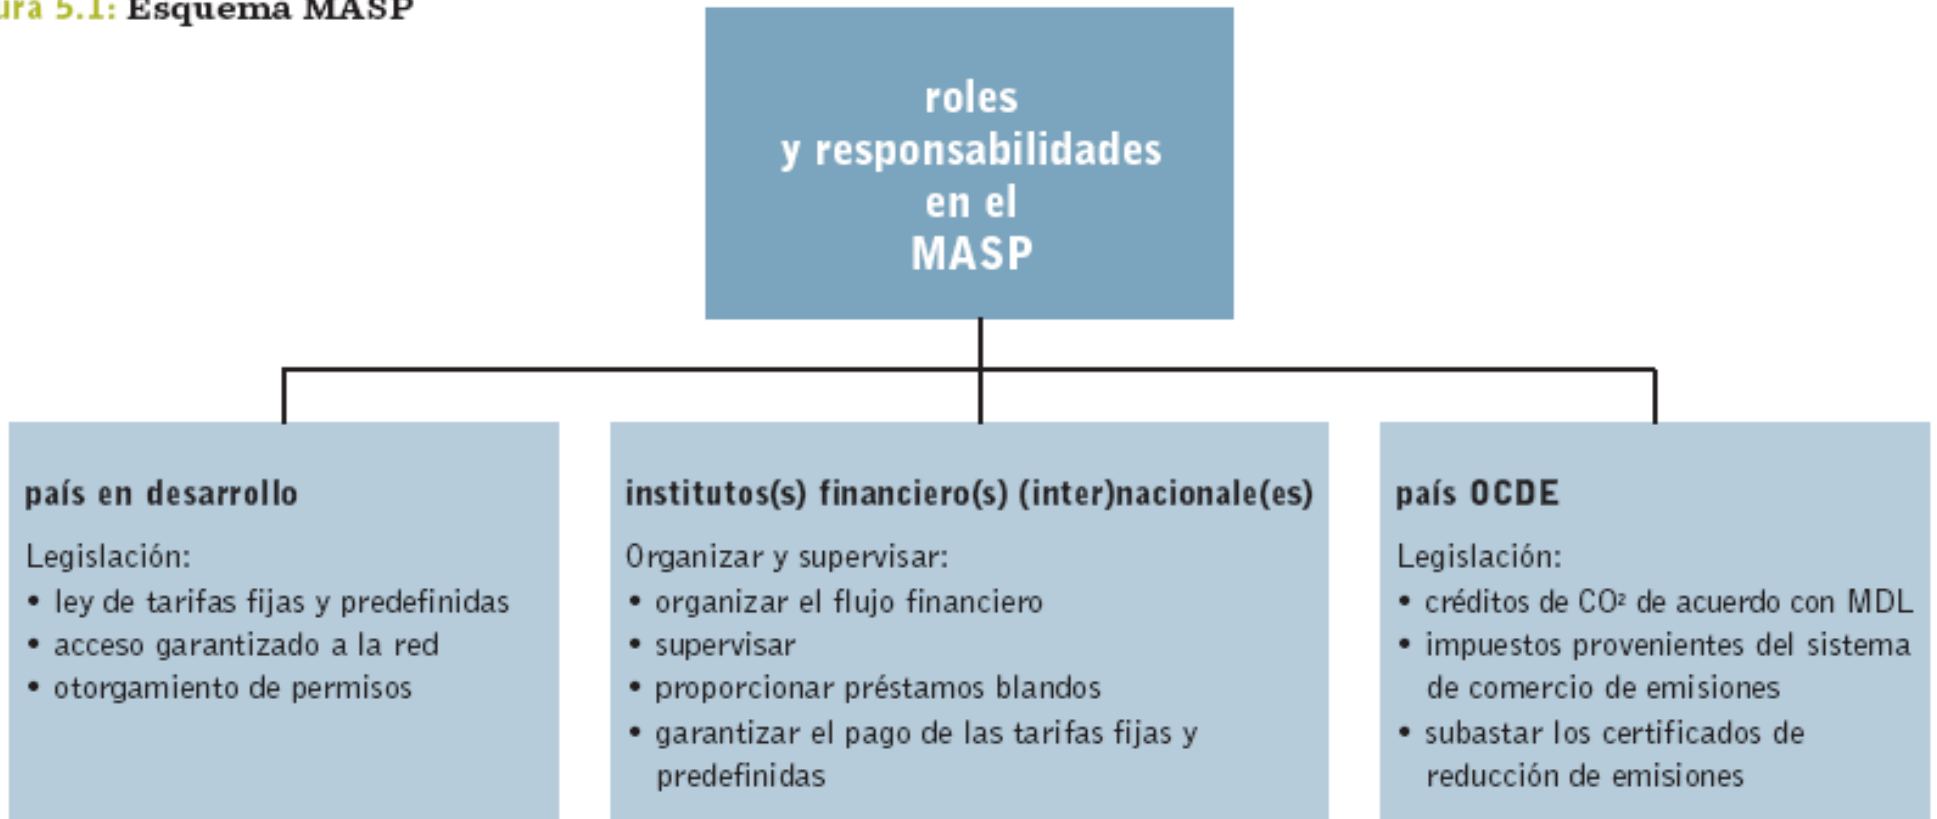 ura 5.1: Esquema MASP
roles
y responsabilidades
en el
MASP
país en desarrollo
Legislación:
• ley de tarifas fijas y predefinidas
• acceso garantizado a la red
• otorgamiento de permisos
institutos(s) financiero(s) (inter)nacionale(es)
Organizar y supervisar:
• organizar el flujo financiero
• supervisar
• proporcionar préstamos blandos
• garantizar el pago de las tarifas fijas y
predefinidas
país OCDE
Legislación:
• créditos de CO² de acuerdo con MDL
• impuestos provenientes del sistema
de comercio de emisiones
• subastar los certificados de
reducción de emisiones